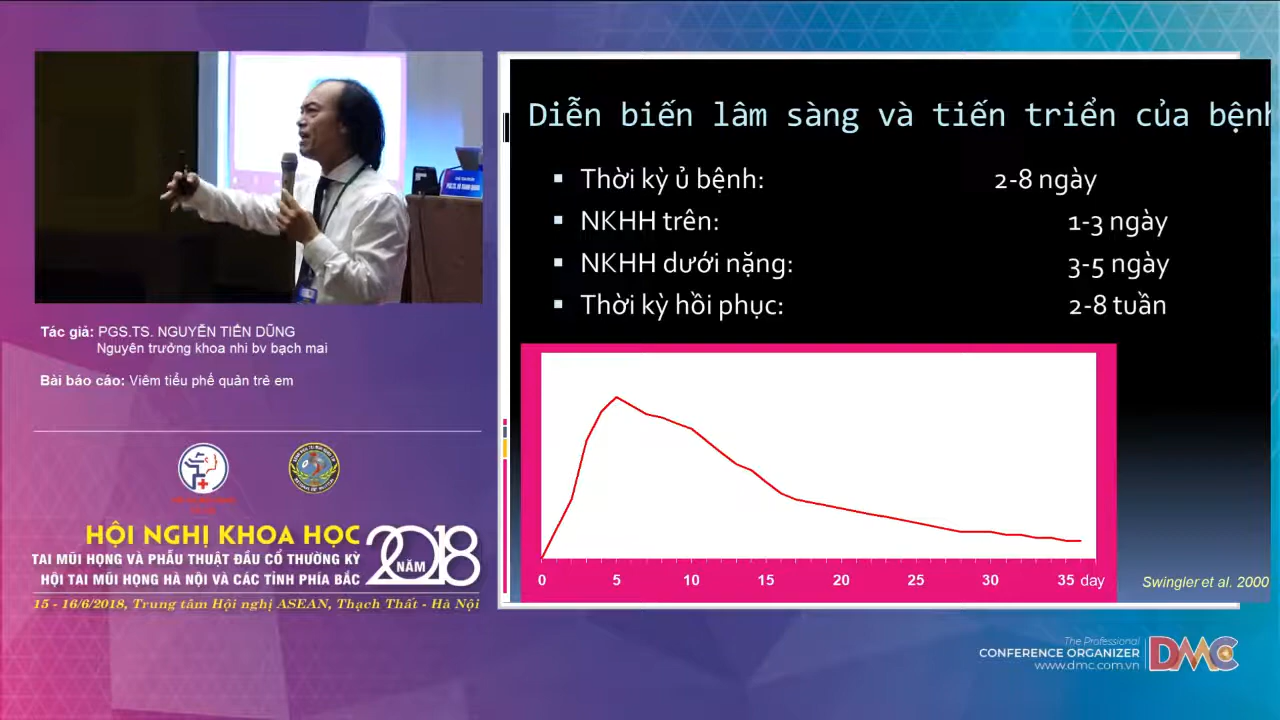 Tác giả: PGS.TS. NGUYỄN TIẾN DŨNG
Nguyên trưởng khoa nhi bv bạch mai
Bài báo cáo: Viêm tiểu phế quản trẻ em
HỘI NGHỊ KHOA HỌC
TAI MŨI HỌNG VÀ PHẪU THUẬT ĐẦU CỔ THƯỜNG KỲ
HỘI TAI MŨI HỌNG HÀ NỘI VÀ CÁC TỈNH PHÍA BẮC
NĂM 2018
15 - 16/6/2018, Trung tâm Hội nghị ASEAN, Thạch Thất - Hà Nội
Diễn biến lâm sàng và tiến triển của bệnh
▪ Thời kỳ ủ bệnh: 2-8 ngày
▪ NKHH trên: 1-3 ngày
▪ NKHH dưới nặng: 3-5 ngày
▪ Thời kỳ hồi phục: 2-8 tuần
0 5 10 15 20 25 30 35 day
Swingler et al. 2000
The Professional
CONFERENCE ORGANIZER
www.dmc.com.vn
DMC